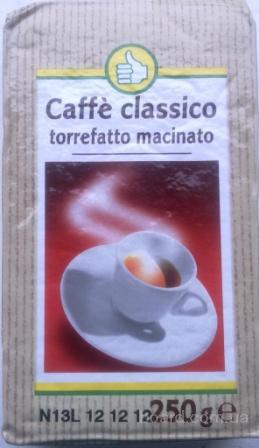 Caffè classico
torrefatto macinato
N13L 12 12 12 250 g e